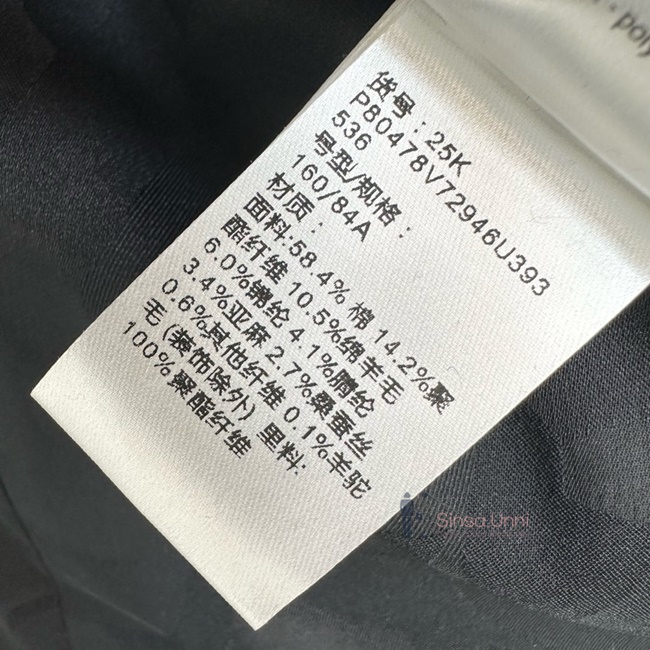 poly
货号：25K
P80478V72946U393
536
号型/规格：
160/84A
材质：
面料:58.4% 棉 14.2%聚
酯纤维 10.5%绵羊毛
6.0%锦纶 4.1%腈纶
3.4%亚麻 2.7%桑蚕丝
0.6%其他纤维 0.1%羊驼
毛 (装饰除外) 里料:
100%聚酯纤维
Sinsa Unni